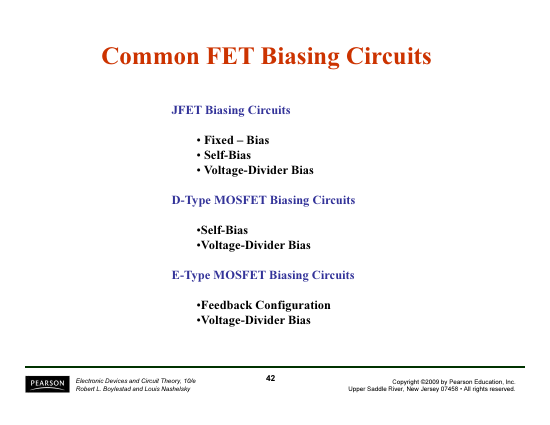 Common FET Biasing Circuits
JFET Biasing Circuits
• Fixed – Bias
• Self-Bias
• Voltage-Divider Bias
D-Type MOSFET Biasing Circuits
•Self-Bias
•Voltage-Divider Bias
E-Type MOSFET Biasing Circuits
•Feedback Configuration
•Voltage-Divider Bias
PEARSON
Electronic Devices and Circuit Theory, 10/e
Robert L. Boylestad and Louis Nashelsky
42
Copyright ©2009 by Pearson Education, Inc.
Upper Saddle River, New Jersey 07458 • All rights reserved.